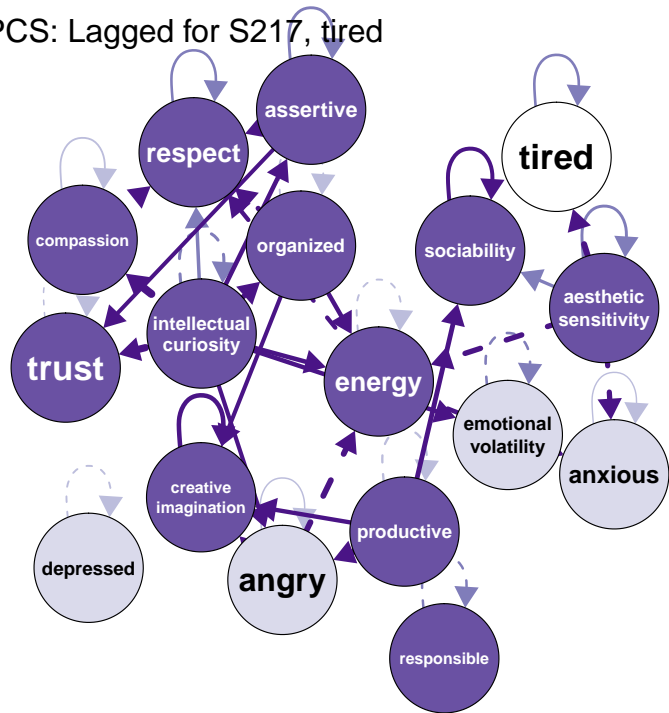 PCS: Lagged for S217, tired
assertive
respect
tired
compassion
organized
sociability
aesthetic
sensitivity
intellectual
curiosity
trust
energy
emotional
volatility
anxious
creative
imagination
productive
depressed
angry
responsible